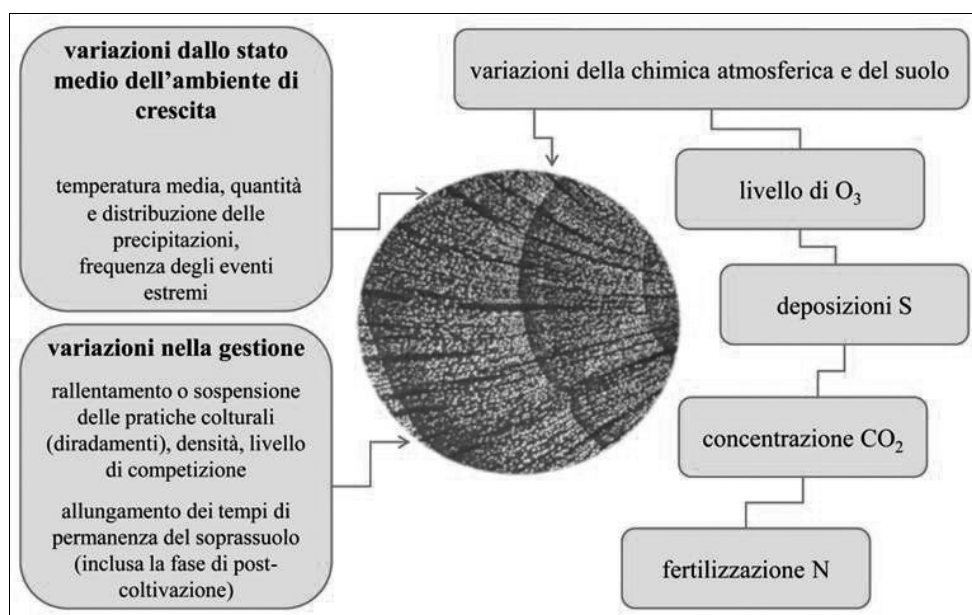 variazioni dallo stato
medio dell’ambiente di
crescita
temperatura media, quantità
e distribuzione delle
precipitazioni,
frequenza degli eventi
estremi
variazioni nella gestione
rallentamento o sospensione
delle pratiche colturali
(diradamenti), densità, livello
di competizione
allungamento dei tempi di
permanenza del soprassuolo
(inclusa la fase di post-
coltivazione)
variazioni della chimica atmosferica e del suolo
livello di O₃
deposizioni S
concentrazione CO₂
fertilizzazione N